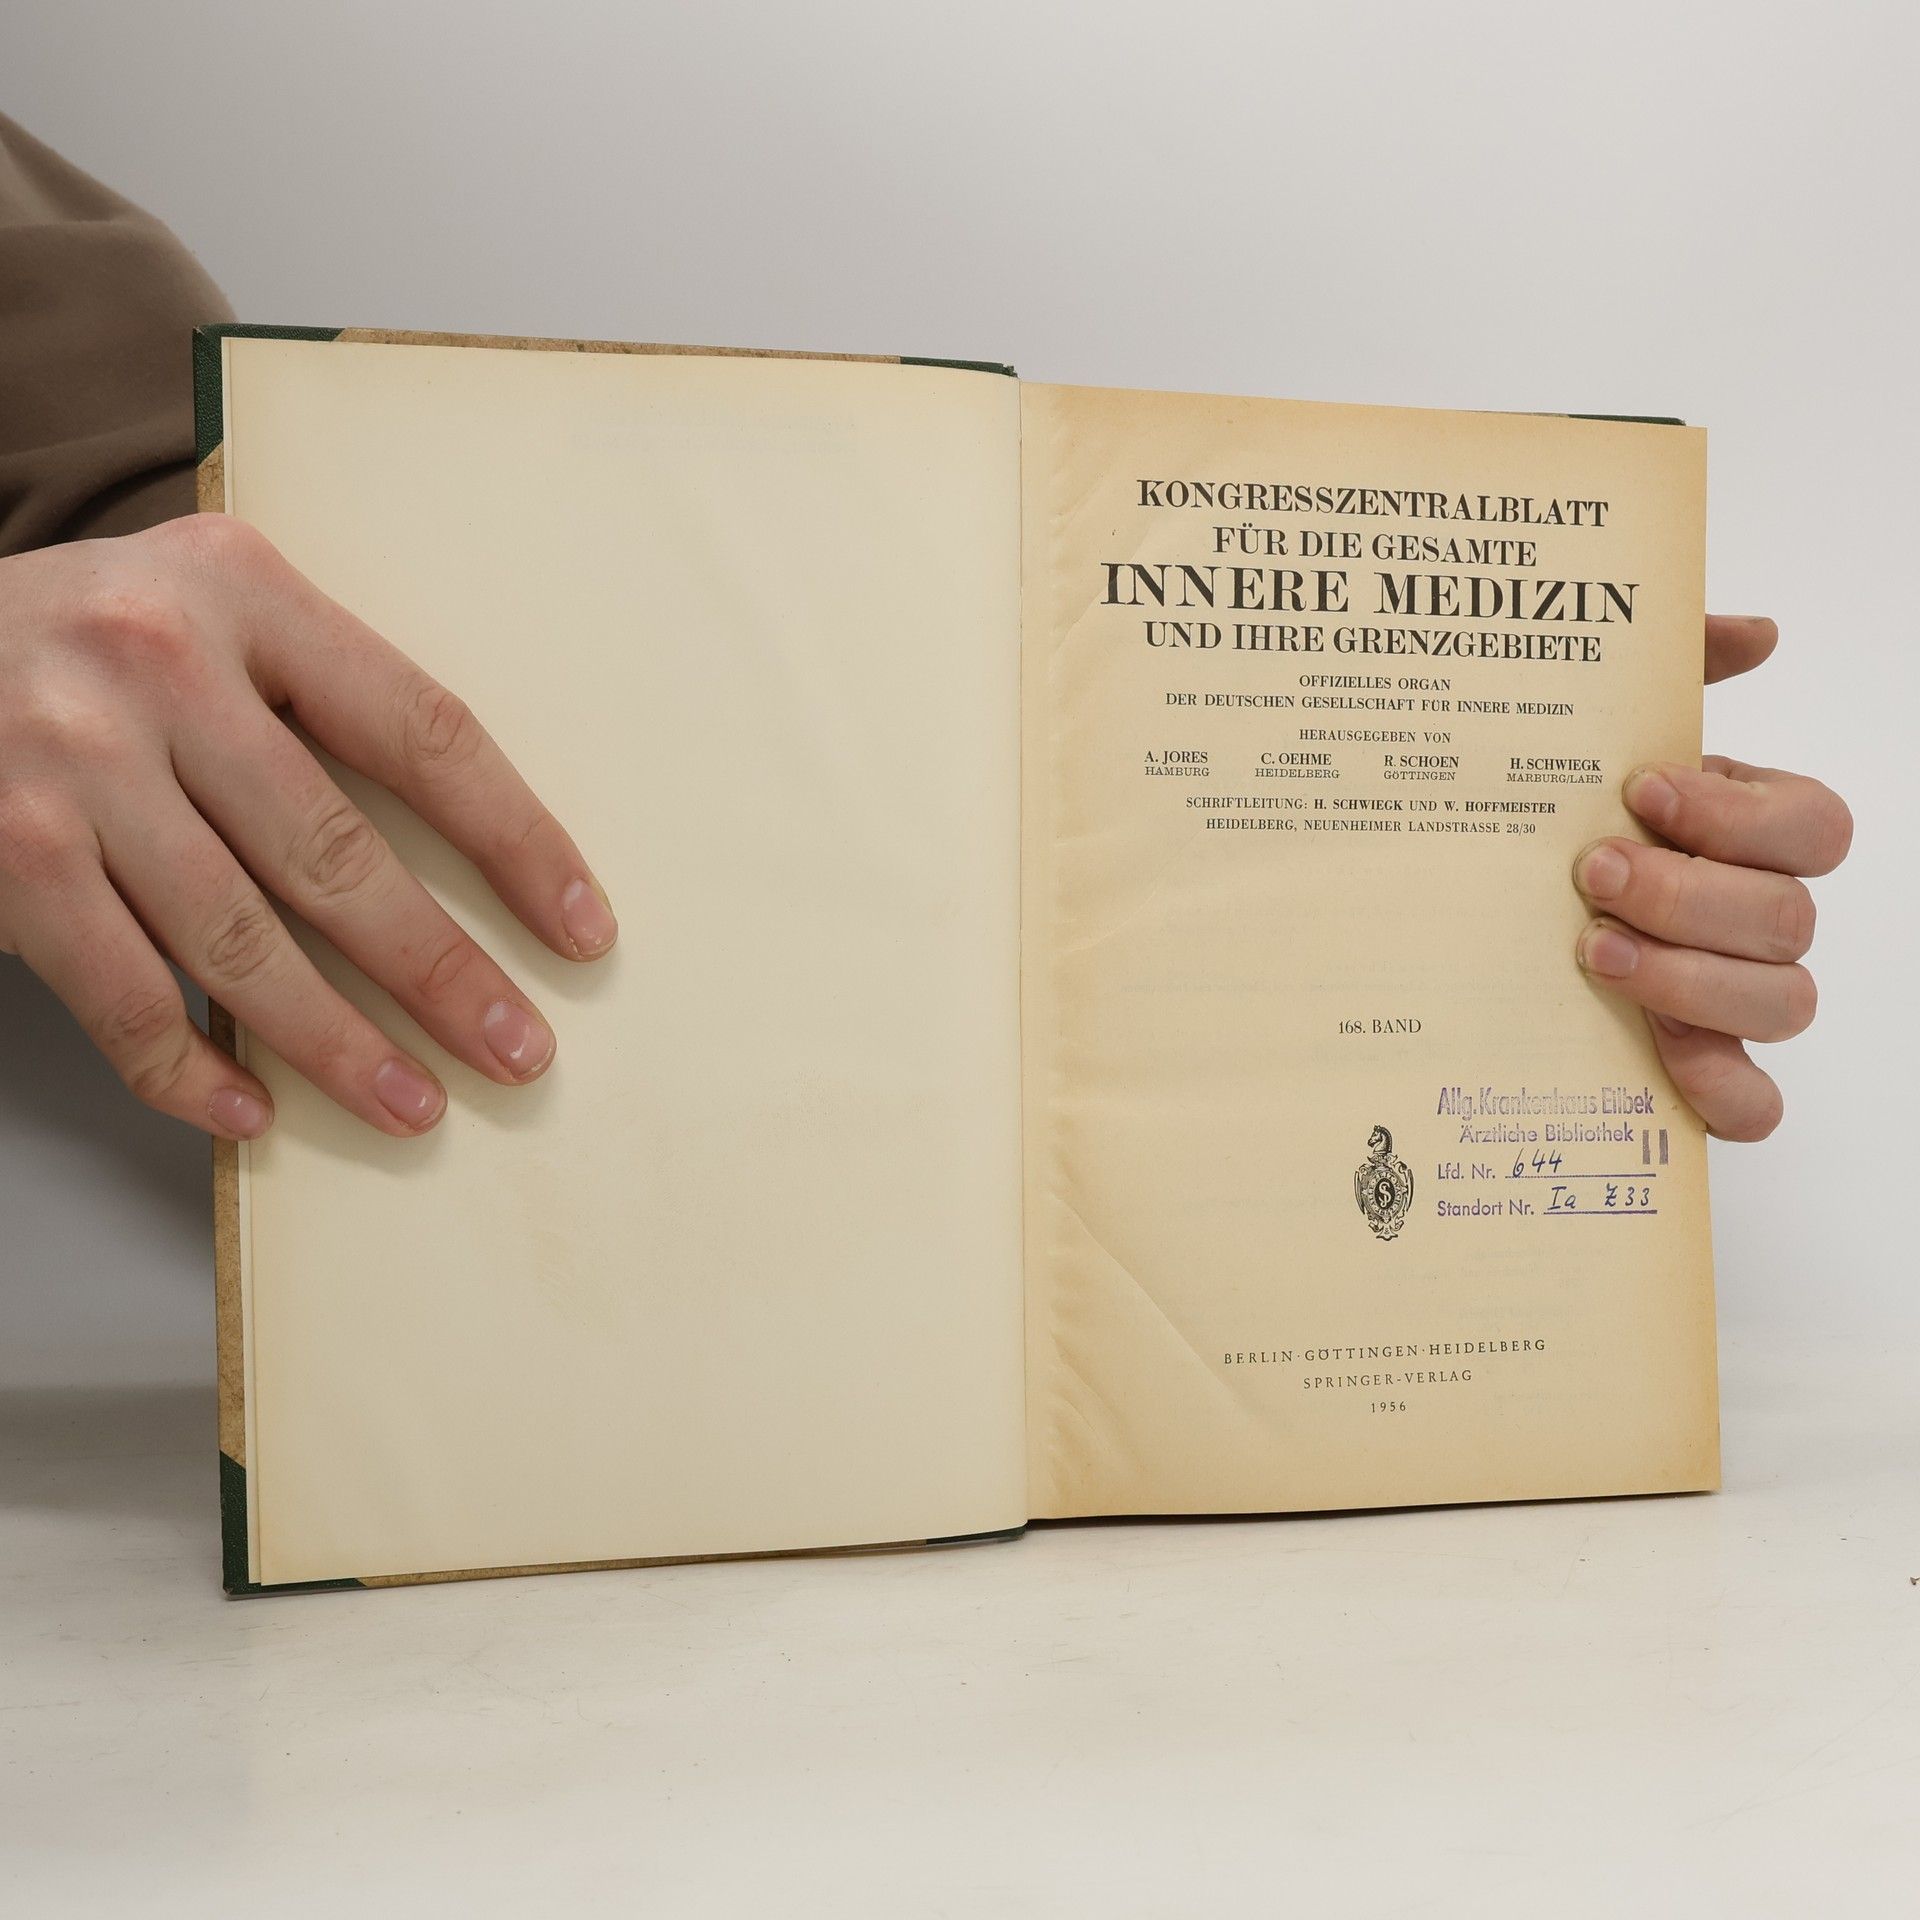 KONGRESSZENTRALBLATT
FÜR DIE GESAMTE
INNERE MEDIZIN
UND IHRE GRENZGEBIETE
OFFIZIELLES ORGAN
DER DEUTSCHEN GESELLSCHAFT FÜR INNERE MEDIZIN
HERAUSGEGEBEN VON
A. JORES C. OEHME R. SCHOEN H. SCHWIEGK
HAMBURG HEIDELBERG GÖTTINGEN MARBURG/LAHN
SCHRIFTLEITUNG: H. SCHWIEGK UND W. HOFFMEISTER
HEIDELBERG, NEUENHEIMER LANDSTRASSE 28/30
168. BAND
Allg. Krankenhaus Eilbek
Ärztliche Bibliothek II
Lfd. Nr. 644
Standort Nr. Ia Z 33
BERLIN · GÖTTINGEN · HEIDELBERG
SPRINGER-VERLAG
1956